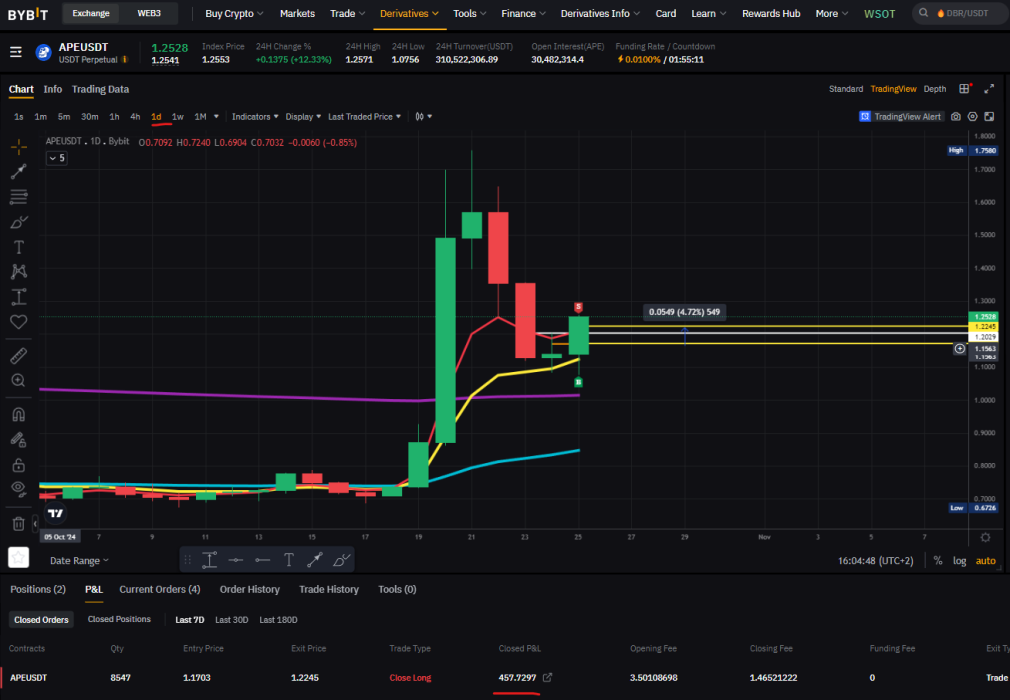 BYBIT Exchange WEB3 Buy Crypto Markets Trade Derivatives Tools Finance Derivatives Info Card Learn Rewards Hub More WSOT DBR/USDT
APEUSDT
USDT Perpetual
1.2528
1.2541
Index Price
1.2553
24H Change %
+0.1375 (+12.33%)
24H High
1.2571
24H Low
1.0756
24H Turnover(USDT)
310,522,306.89
Open Interest(APE)
30,482,314.4
Funding Rate / Countdown
0.0100% / 01:55:11
Chart Info Trading Data Standard TradingView Depth
1s 1m 5m 30m 1h 4h 1d 1w 1M Indicators Display Last Traded Price TradingView Alert
APEUSDT . 1D . Bybit O0.7092 H0.7240 L0.6904 C0.7032 -0.0060 (-0.85%)
5
1.8000
High 1.7580
1.7000
1.6000
1.5000
1.4000
1.3000
S
0.0549 (4.72%) 549
1.2528
1.2245
1.2029
1.1563
1.1000
B
1.0000
0.9000
0.8000
0.7000
Low 0.6726
05 Oct '24 7 9 11 13 15 17 19 21 23 25 27 29 Nov 3 5 7
Date Range 16:04:48 (UTC+2) % log auto
Positions (2) P&L Current Orders (4) Order History Trade History Tools (0)
Closed Orders Closed Positions Last 7D Last 30D Last 180D
Contracts Qty Entry Price Exit Price Trade Type Closed P&L Opening Fee Closing Fee Funding Fee Exit Ty
APEUSDT 8547 1.1703 1.2245 Close Long 457.7297 3.50108698 1.46521222 0 Trade